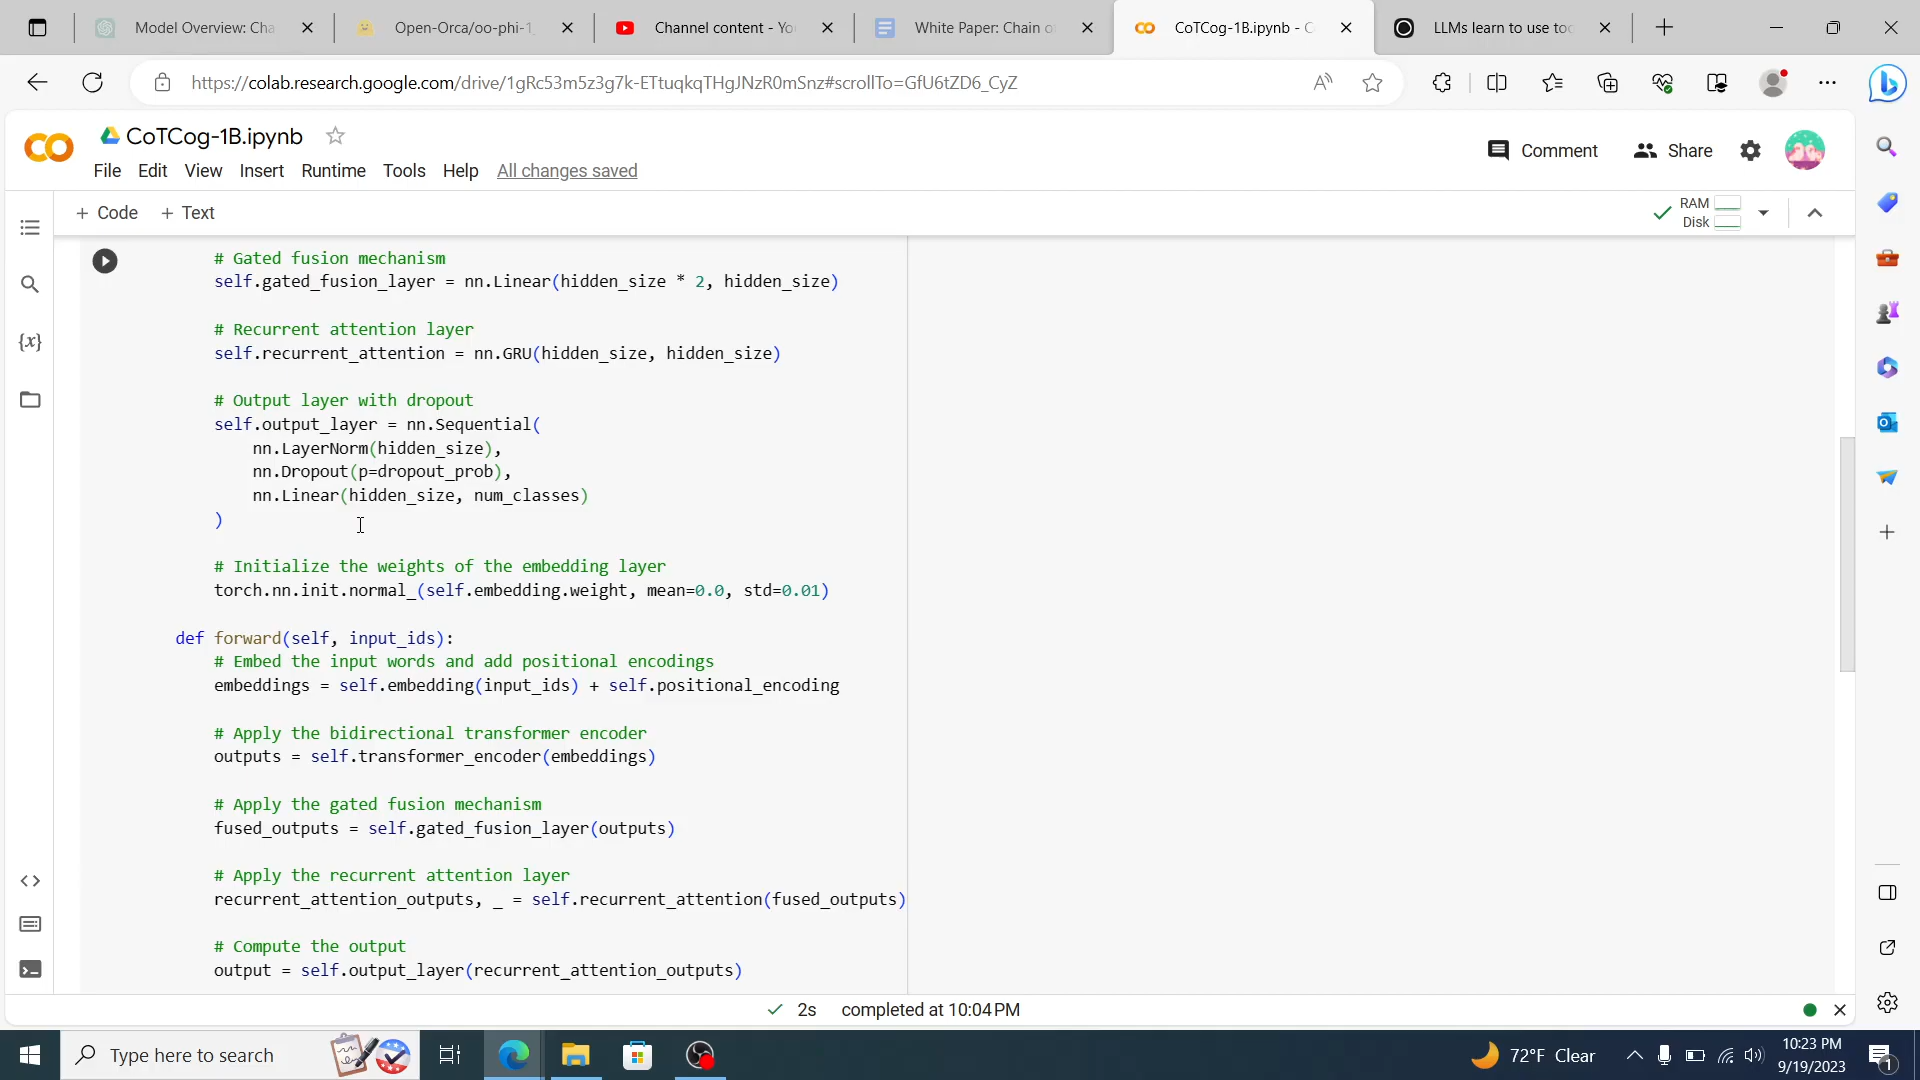 Model Overview: Cha
Open-Orca/oo-phi-1
Channel content - Yo
White Paper: Chain o
CoTCog-1B.ipynb - C
LLMs learn to use too
https://colab.research.google.com/drive/1gRc53m5z3g7k-ETtuqkqTHgJNzR0mSnz#scrollTo=GfU6tZD6_CyZ
CoTCog-1B.ipynb
File Edit View Insert Runtime Tools Help All changes saved
Comment
Share
+ Code + Text
RAM
Disk
# Gated fusion mechanism
self.gated_fusion_layer = nn.Linear(hidden_size * 2, hidden_size)
# Recurrent attention layer
self.recurrent_attention = nn.GRU(hidden_size, hidden_size)
# Output layer with dropout
self.output_layer = nn.Sequential(
nn.LayerNorm(hidden_size),
nn.Dropout(p=dropout_prob),
nn.Linear(hidden_size, num_classes)
)
# Initialize the weights of the embedding layer
torch.nn.init.normal_(self.embedding.weight, mean=0.0, std=0.01)
def forward(self, input_ids):
# Embed the input words and add positional encodings
embeddings = self.embedding(input_ids) + self.positional_encoding
# Apply the bidirectional transformer encoder
outputs = self.transformer_encoder(embeddings)
# Apply the gated fusion mechanism
fused_outputs = self.gated_fusion_layer(outputs)
# Apply the recurrent attention layer
recurrent_attention_outputs, _ = self.recurrent_attention(fused_outputs)
# Compute the output
output = self.output_layer(recurrent_attention_outputs)
2s completed at 10:04 PM
Type here to search
72°F Clear
10:23 PM
9/19/2023
1